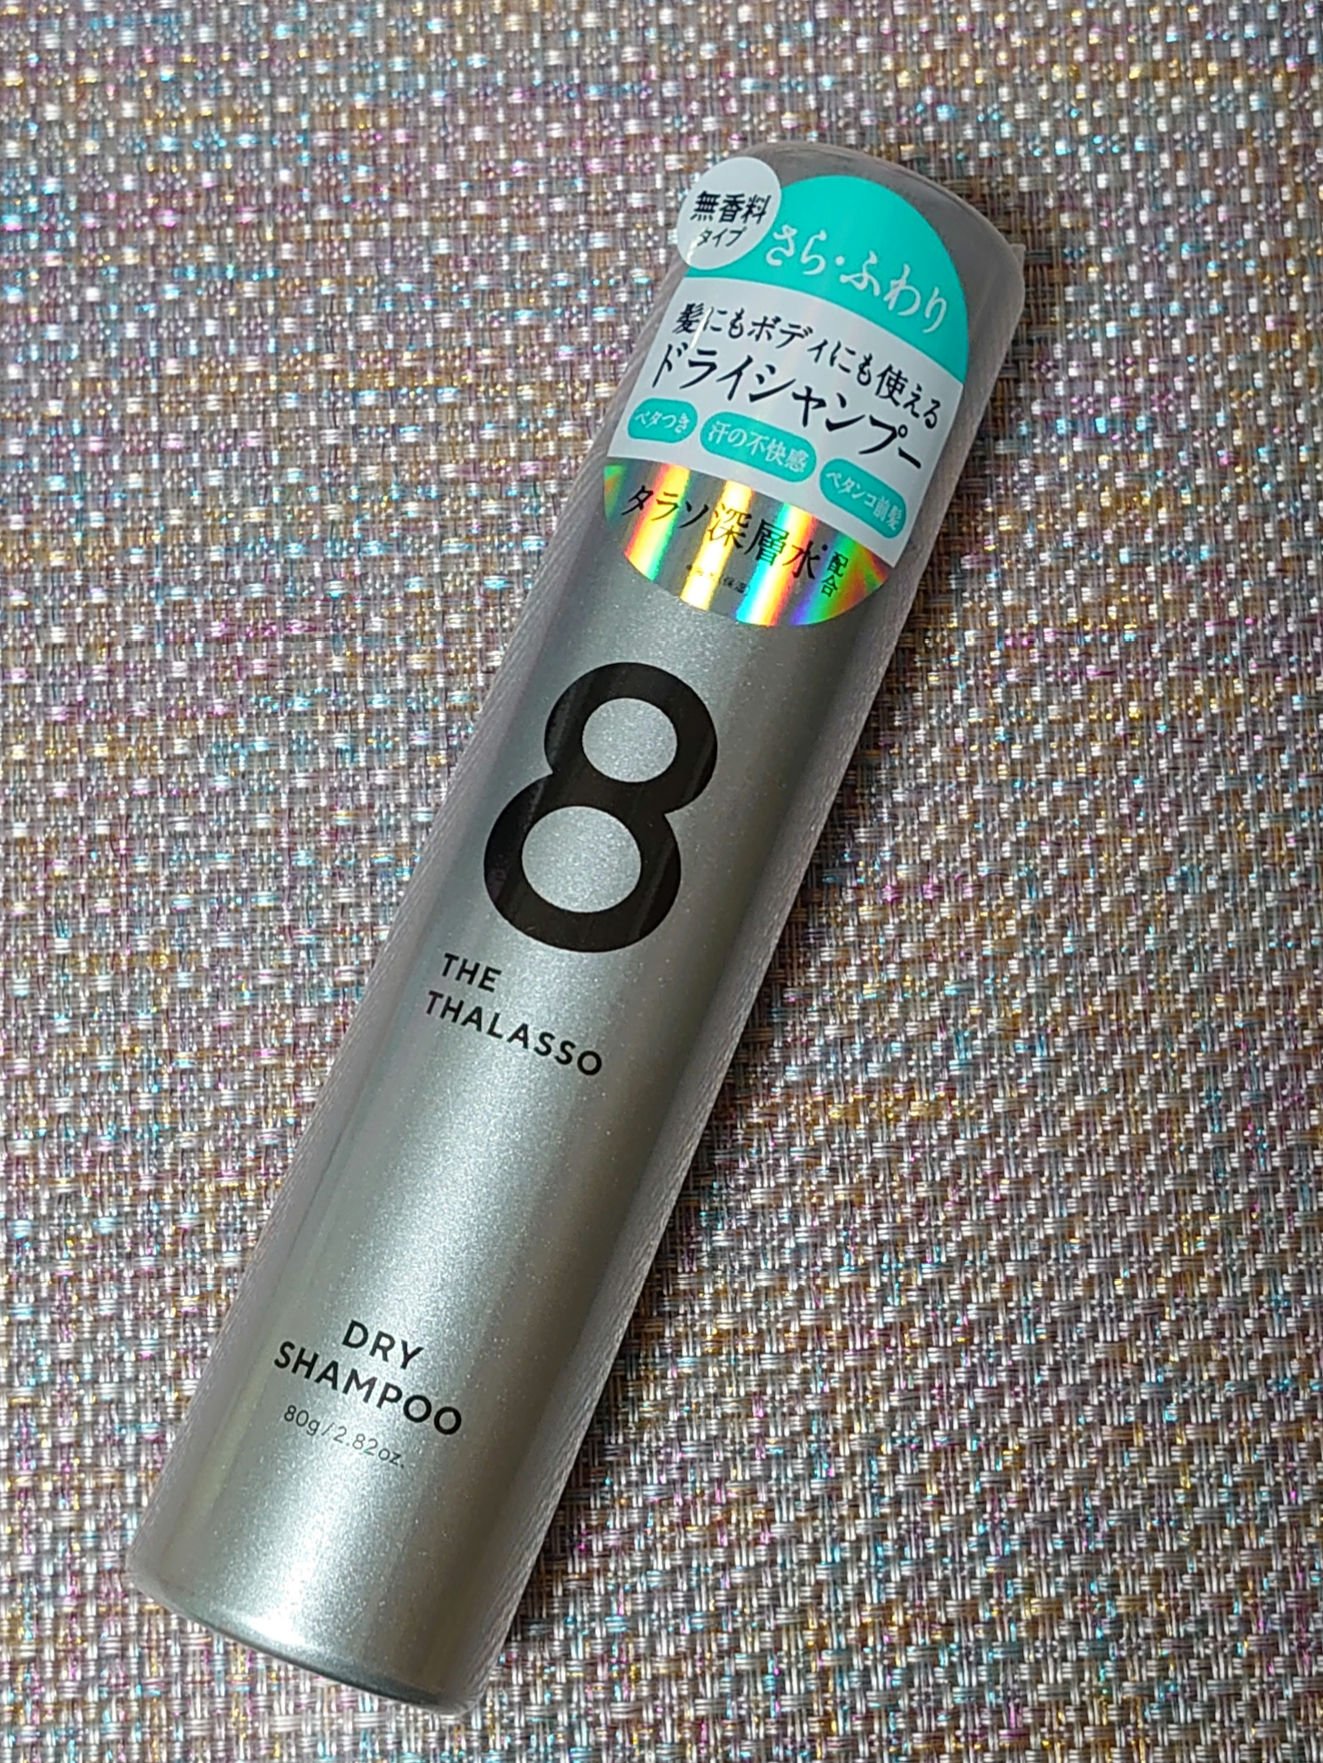 無香料
タイプ
さら・ふわり
髪にもボディにも使える
ドライシャンプー
ベタつき
汗の不快感
ペタンコ前髪
タラソ深層水*配合
8
THE
THALASSO
DRY
SHAMPOO
80g/2.82oz.